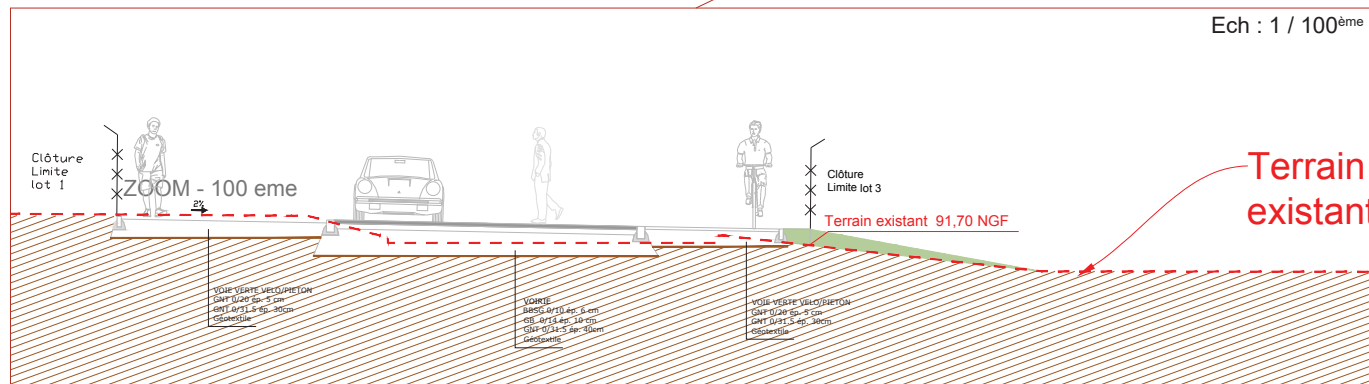 Ech : 1 / 100ème
Clôture
Limite
lot 1
ZOOM - 100 eme
2%
Clôture
Limite lot 3
Terrain existant 91,70 NGF
Terrain
existant
VOIE VERTE VELO/PIETON
GNT 0/20 ép. 5 cm
GNT 0/31.5 ép. 30cm
Géotextile
VOIRIE
BBSG 0/10 ép. 6 cm
GB 0/14 ép. 10 cm
GNT 0/31.5 ép. 40cm
Géotextile
VOIE VERTE VELO/PIETON
GNT 0/20 ép. 5 cm
GNT 0/31.5 ép. 30cm
Géotextile